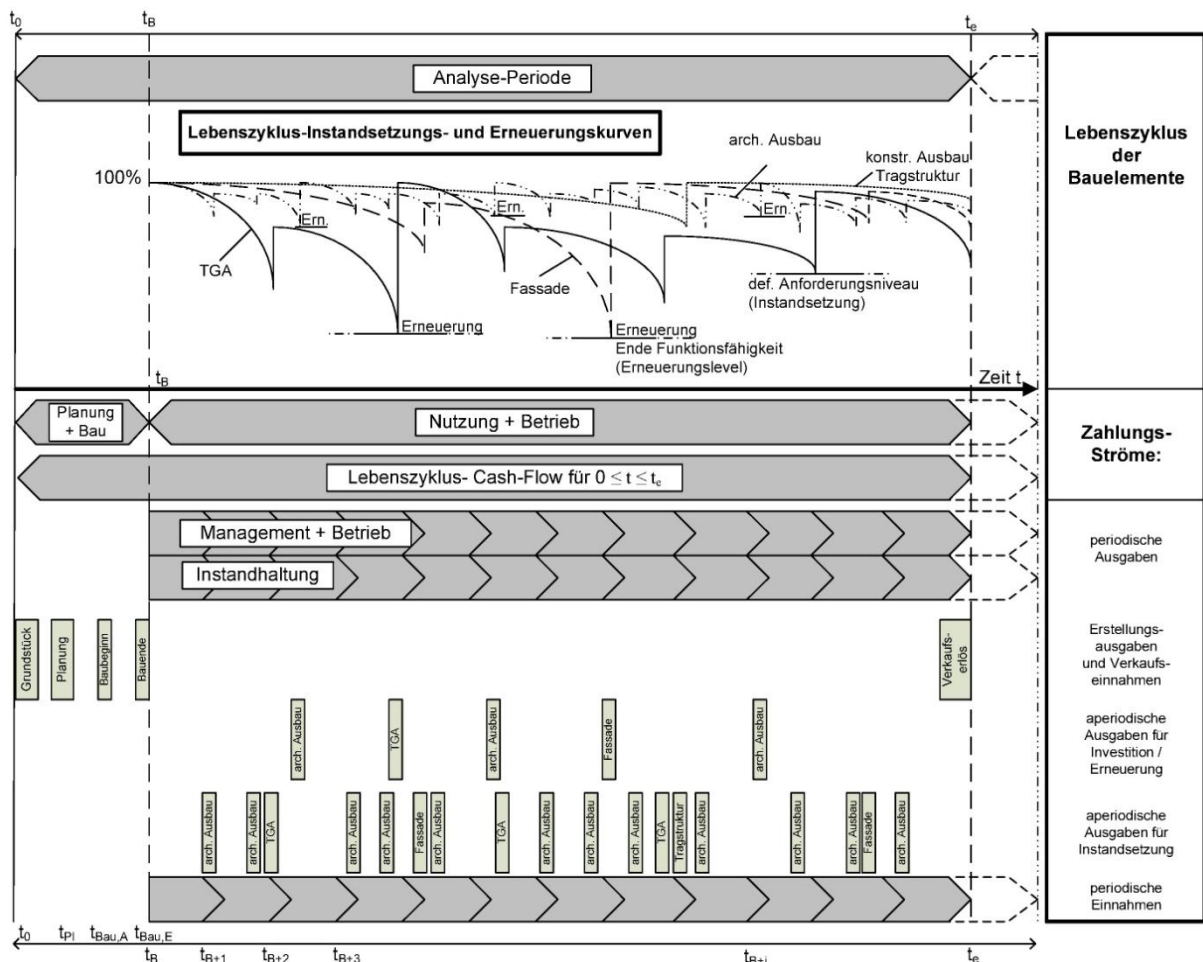 t0 tB te
Analyse-Periode
Lebenszyklus-Instandsetzungs- und Erneuerungskurven
Lebenszyklus
der
Bauelemente
arch. Ausbau
konstr. Ausbau
Tragstruktur
100%
Ern.
Ern.
Ern.
TGA
Fassade
def. Anforderungsniveau
(Instandsetzung)
Erneuerung
Erneuerung
Ende Funktionsfähigkeit
(Erneuerungslevel)
tB
Zeit t
Planung
+ Bau
Nutzung + Betrieb
Zahlungs-
Ströme:
Lebenszyklus- Cash-Flow für 0 ≤ t ≤ te
Management + Betrieb
Instandhaltung
periodische
Ausgaben
Grundstück
Planung
Baubeginn
Bauende
Verkaufs-
erlös
Erstellungs-
ausgaben
und Verkaufs-
einnahmen
arch. Ausbau
TGA
arch. Ausbau
Fassade
arch. Ausbau
aperiodische
Ausgaben für
Investition /
Erneuerung
arch. Ausbau
arch. Ausbau
TGA
arch. Ausbau
arch. Ausbau
Fassade
arch. Ausbau
TGA
arch. Ausbau
arch. Ausbau
arch. Ausbau
TGA
Tragstruktur
arch. Ausbau
arch. Ausbau
arch. Ausbau
Fassade
arch. Ausbau
aperiodische
Ausgaben für
Instandsetzung
periodische
Einnahmen
t0 tPl tBau,A tBau,E
tB tB+1 tB+2 tB+3 tB+i te